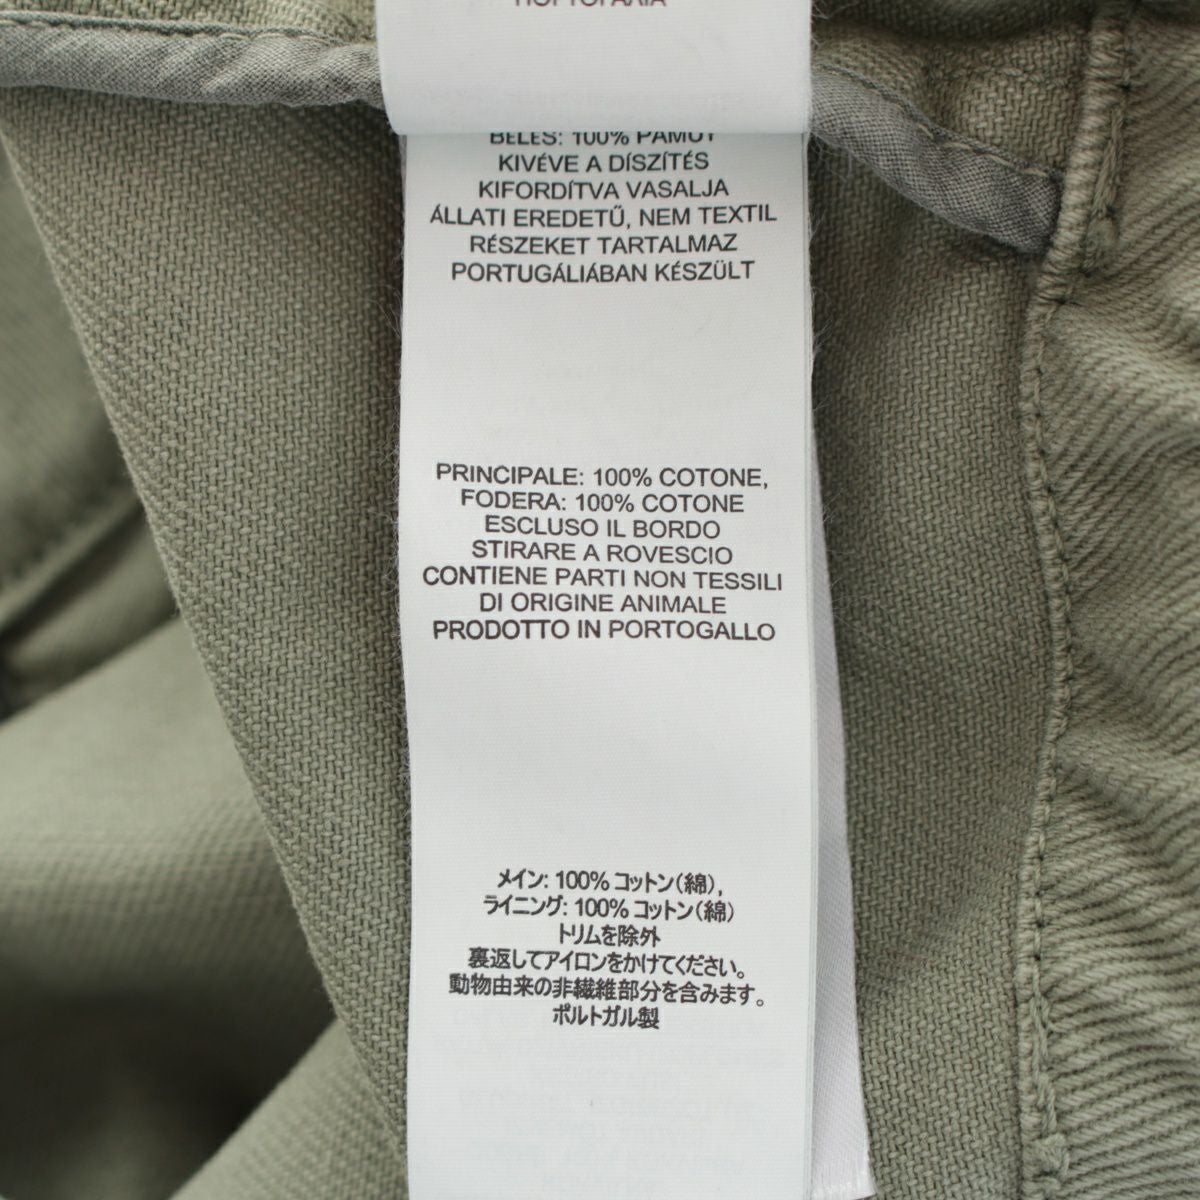 ΠΟΡΤΟΓΑΛΙΑ
BÉLÉS: 100% PAMUT
KIVÉVE A DÍSZÍTÉS
KIFORDÍTVA VASALJA
ÁLLATI EREDETŰ, NEM TEXTIL
RÉSZEKET TARTALMAZ
PORTUGÁLIÁBAN KÉSZÜLT
PRINCIPALE: 100% COTONE,
FODERA: 100% COTONE
ESCLUSO IL BORDO
STIRARE A ROVESCIO
CONTIENE PARTI NON TESSILI
DI ORIGINE ANIMALE
PRODOTTO IN PORTOGALLO
メイン: 100% コットン(綿),
ライニング: 100% コットン(綿)
トリムを除外
裏返してアイロンをかけてください。
動物由来の非繊維部分を含みます。
ポルトガル製